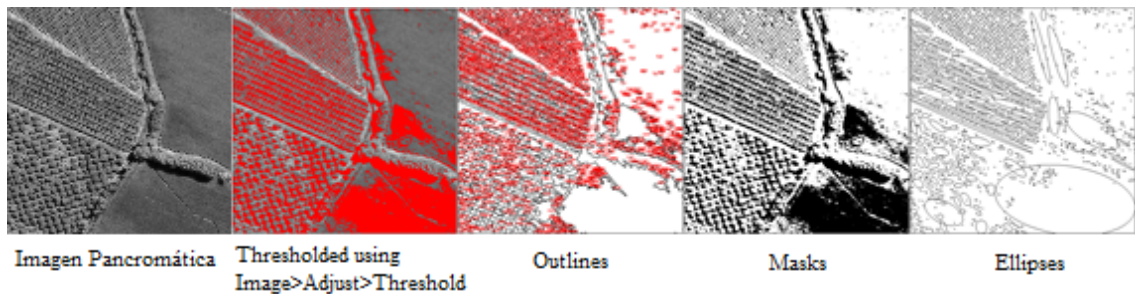 Imagen Pancromática
Thresholded using
Image>Adjust>Threshold
Outlines
Masks
Ellipses